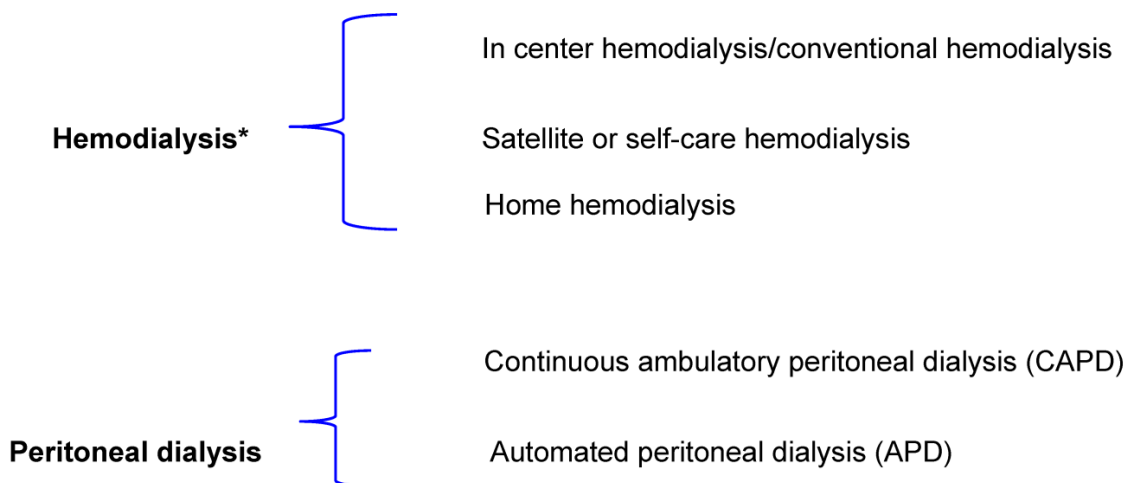 In center hemodialysis/conventional hemodialysis
Hemodialysis*
Satellite or self-care hemodialysis
Home hemodialysis
Continuous ambulatory peritoneal dialysis (CAPD)
Peritoneal dialysis
Automated peritoneal dialysis (APD)